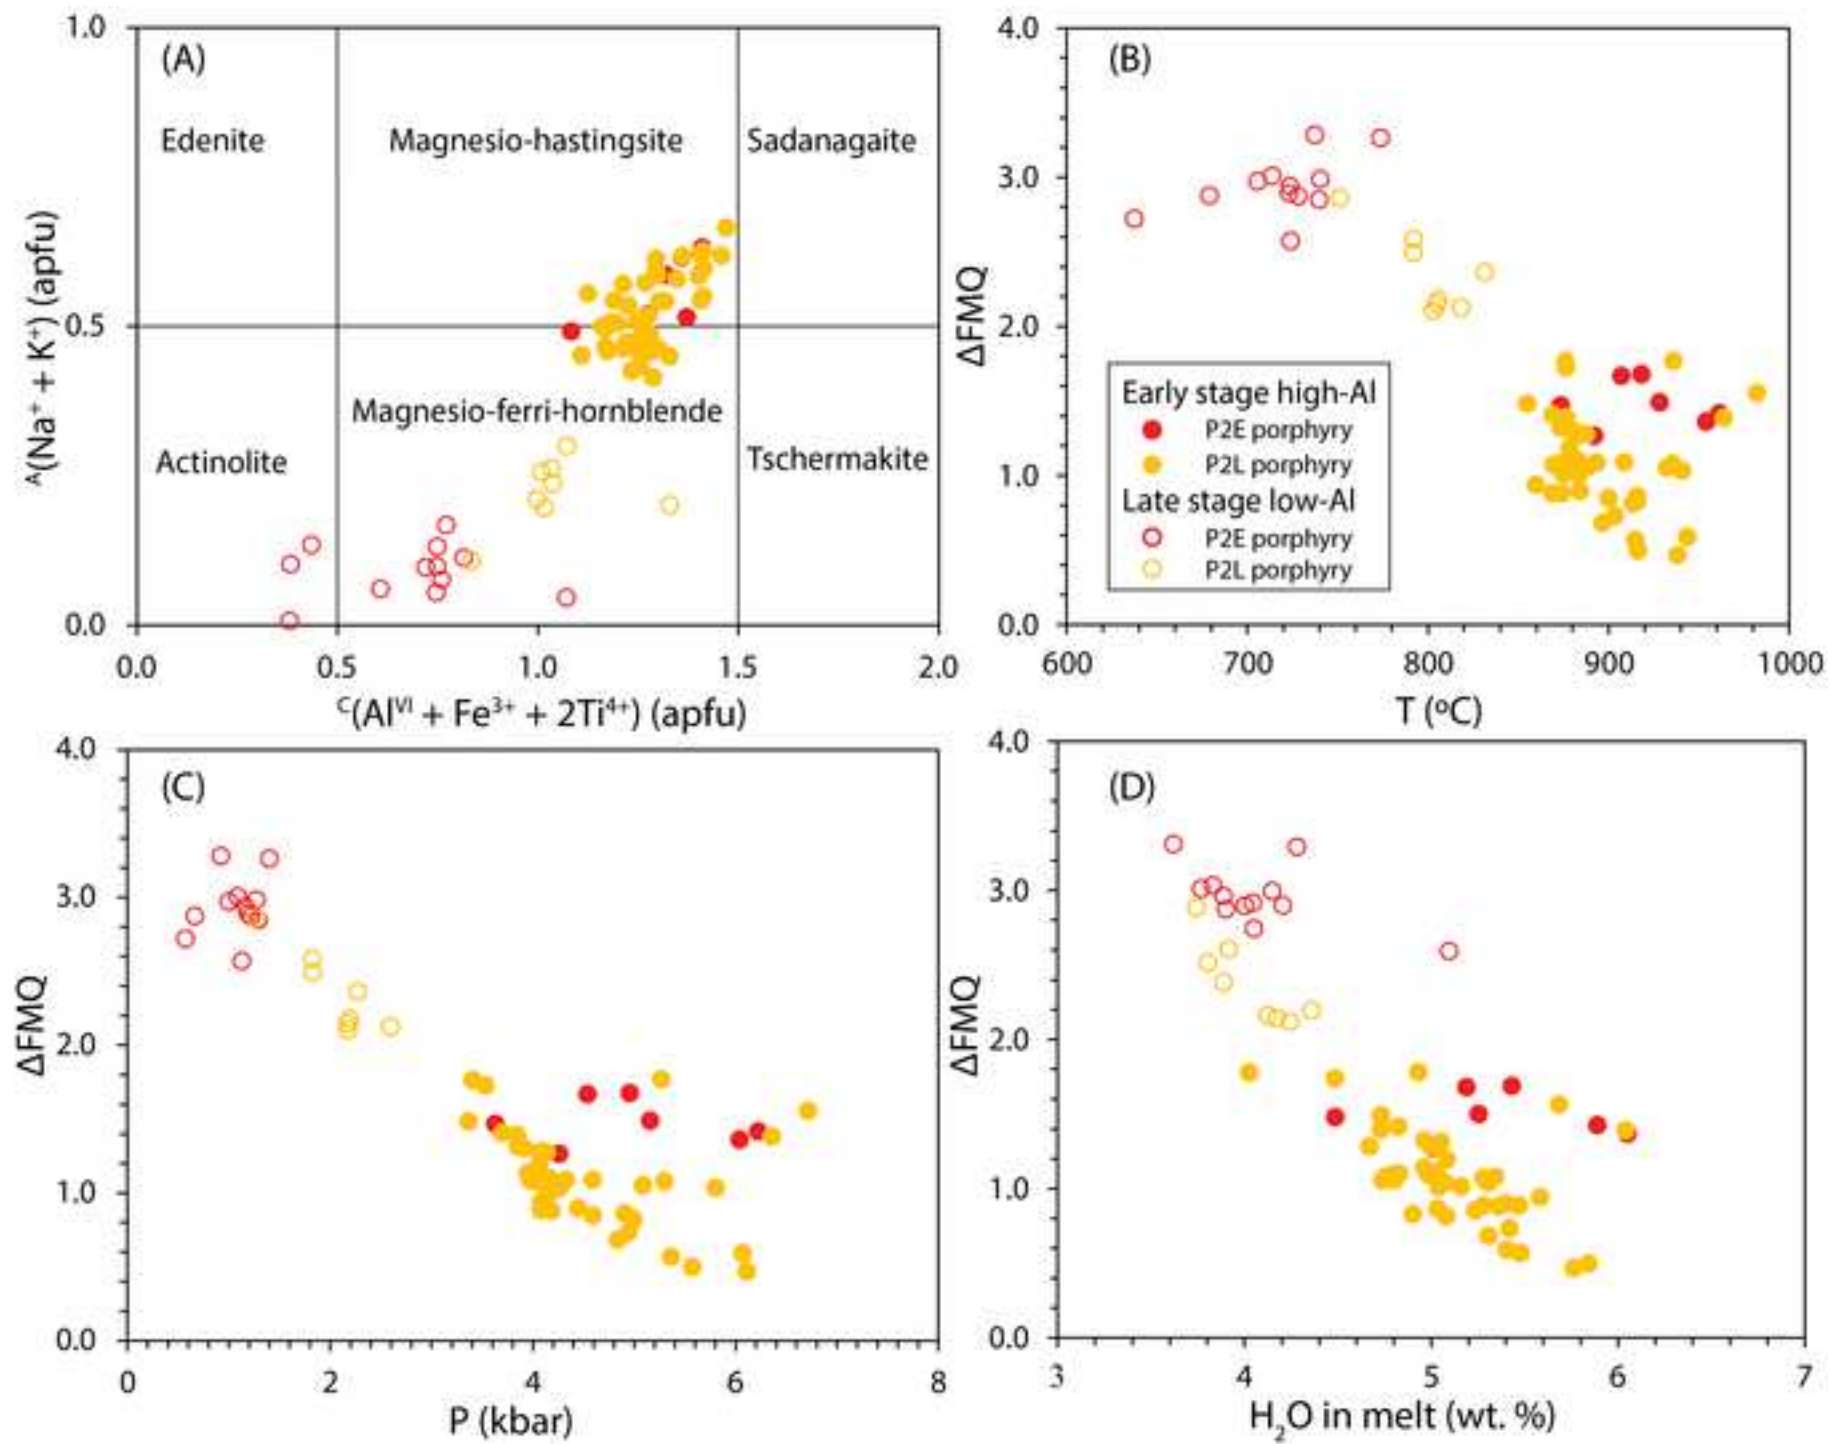 (A)
1.0
0.5
0.0
ᴬ(Na⁺ + K⁺) (apfu)
Edenite
Magnesio-hastingsite
Sadanagaite
Magnesio-ferri-hornblende
Actinolite
Tschermakite
0.0 0.5 1.0 1.5 2.0
ᶜ(Alⱽᴵ + Fe³⁺ + 2Ti⁴⁺) (apfu)
(B)
4.0
3.0
2.0
1.0
0.0
ΔFMQ
Early stage high-Al
P2E porphyry
P2L porphyry
Late stage low-Al
P2E porphyry
P2L porphyry
600 700 800 900 1000
T (ºC)
(C)
4.0
3.0
2.0
1.0
0.0
ΔFMQ
0 2 4 6 8
P (kbar)
(D)
4.0
3.0
2.0
1.0
0.0
ΔFMQ
3 4 5 6 7
H₂O in melt (wt. %)